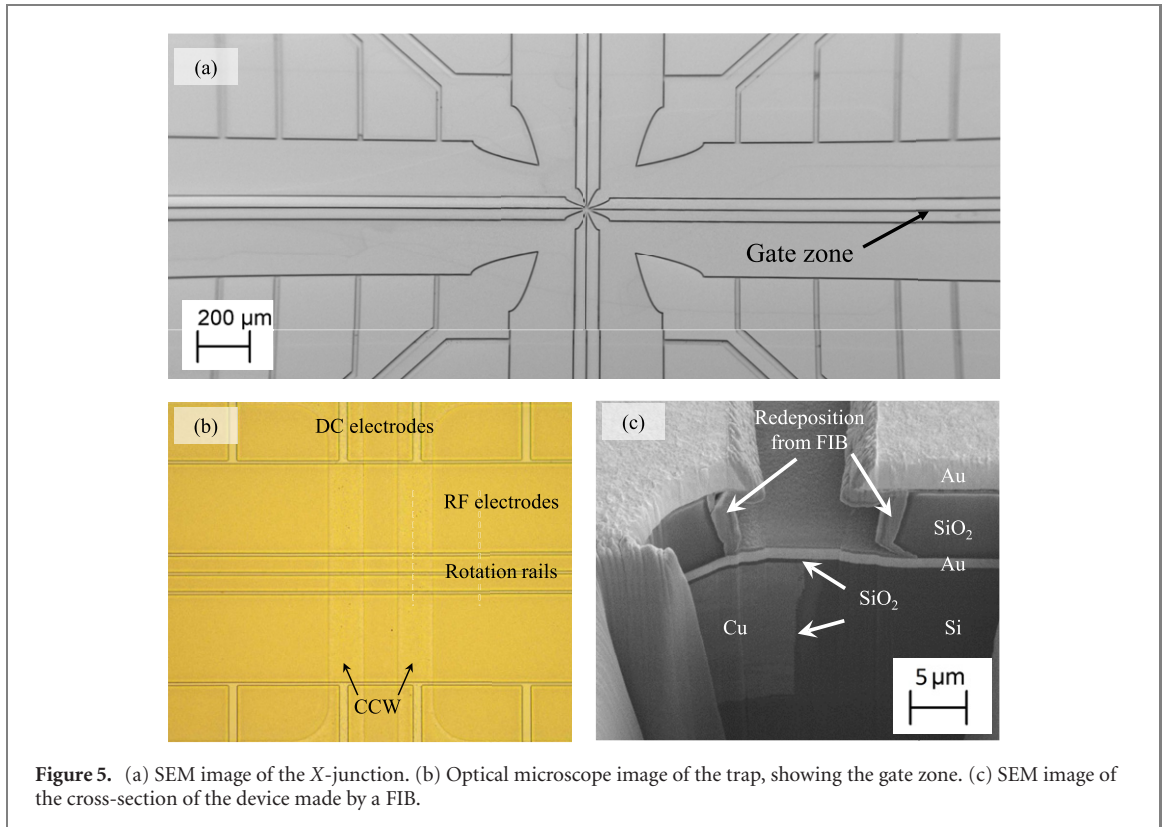 (a)
Gate zone
200 µm
(b)
DC electrodes
RF electrodes
Rotation rails
CCW
(c)
Redeposition
from FIB
Au
SiO₂
Au
SiO₂
Cu
Si
5 µm
Figure 5. (a) SEM image of the X-junction. (b) Optical microscope image of the trap, showing the gate zone. (c) SEM image of
the cross-section of the device made by a FIB.